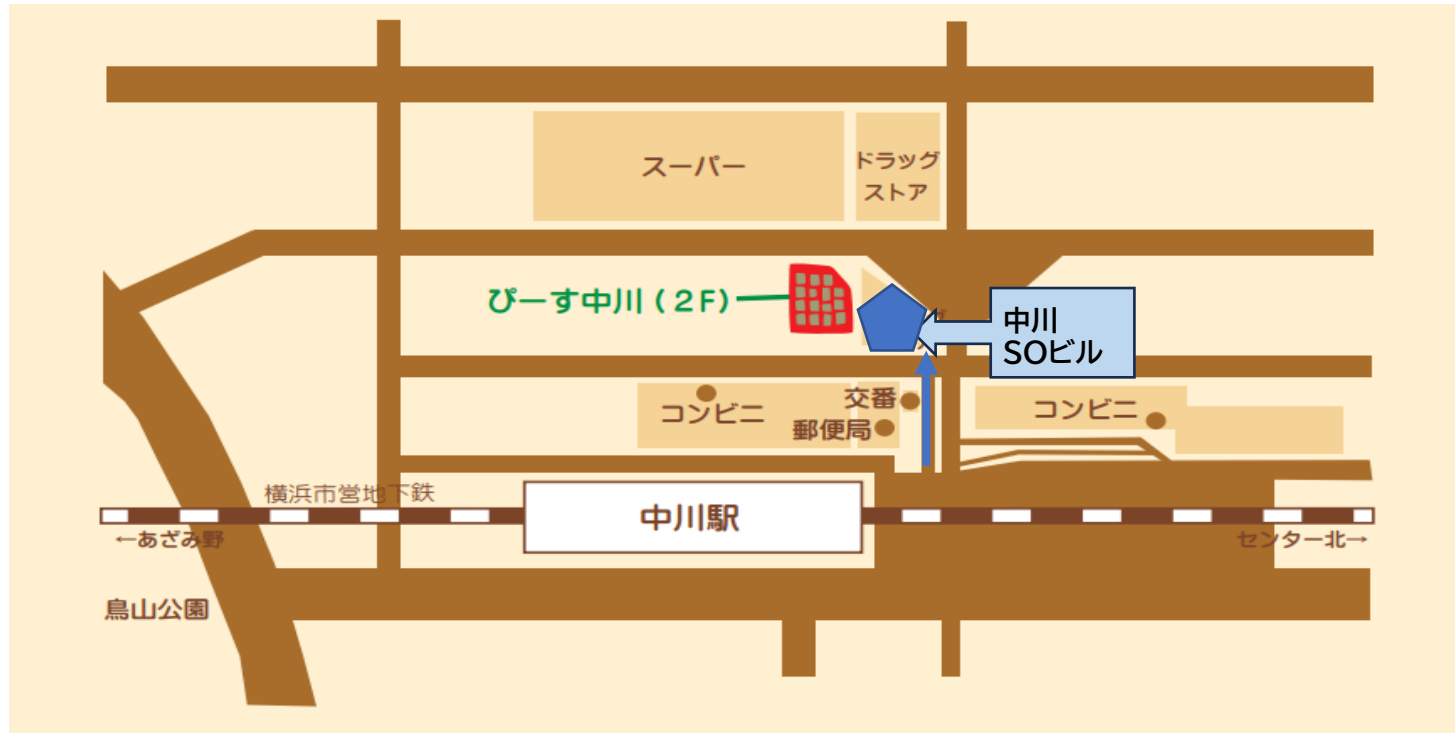 スーパー
ドラッグ
ストア
ぴーす中川（2F）
中川
SOビル
コンビニ
交番
郵便局
コンビニ
横浜市営地下鉄
中川駅
←あざみ野
センター北→
鳥山公園